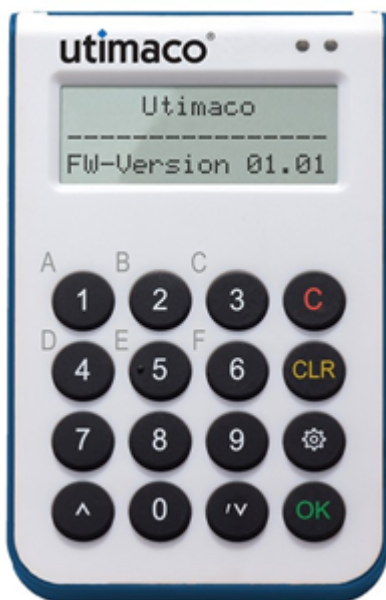 utimaco®
Utimaco
----------------
FW-Version 01.01
A B C
1 2 3 C
D E F
4 5 6 CLR
7 8 9
0
OK